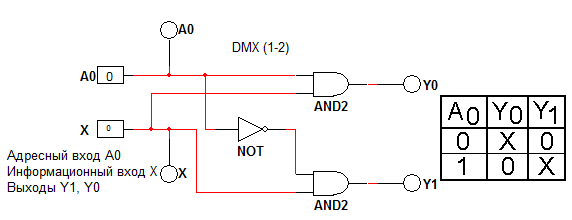 A0
DMX (1-2)
A0 0
Y0
AND2
X 0
NOT
Адресный вход A0
Информационный вход X
X
Выходы Y1, Y0
Y1
AND2
A0 Y0 Y1
0 X 0
1 0 X